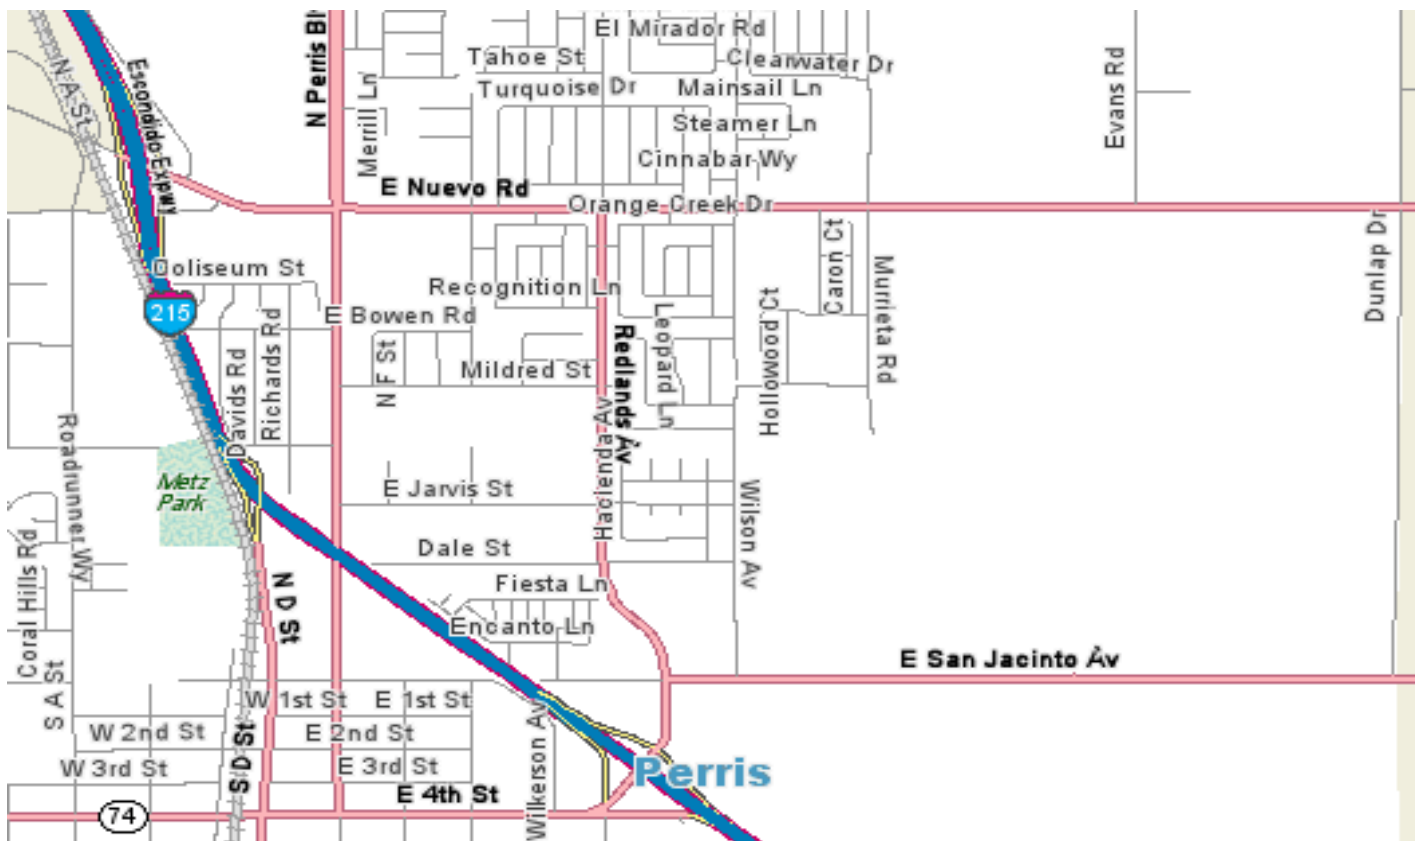 El Mirador Rd
Tahoe St
Clearwater Dr
Turquoise Dr
Mainsail Ln
Steamer Ln
Cinnabar Wy
N A St
Escondido Expwy
N Perris Bl
Merrill Ln
Evans Rd
E Nuevo Rd
Orange Creek Dr
Dunlap Dr
Coliseum St
Recognition Ln
Caron Ct
Murrieta Rd
215
E Bowen Rd
Hollowood Ct
Leopard Ln
Redlands Av
Richards Rd
Davids Rd
N F St
Mildred St
Roadrunner Wy
Hacienda Av
Metz
Park
E Jarvis St
Wilson Av
Dale St
Coral Hills Rd
N D St
Fiesta Ln
Encanto Ln
E San Jacinto Av
S A St
W 1st St
E 1st St
W 2nd St
S D St
E 2nd St
Wilkerson Av
W 3rd St
E 3rd St
Perris
E 4th St
74